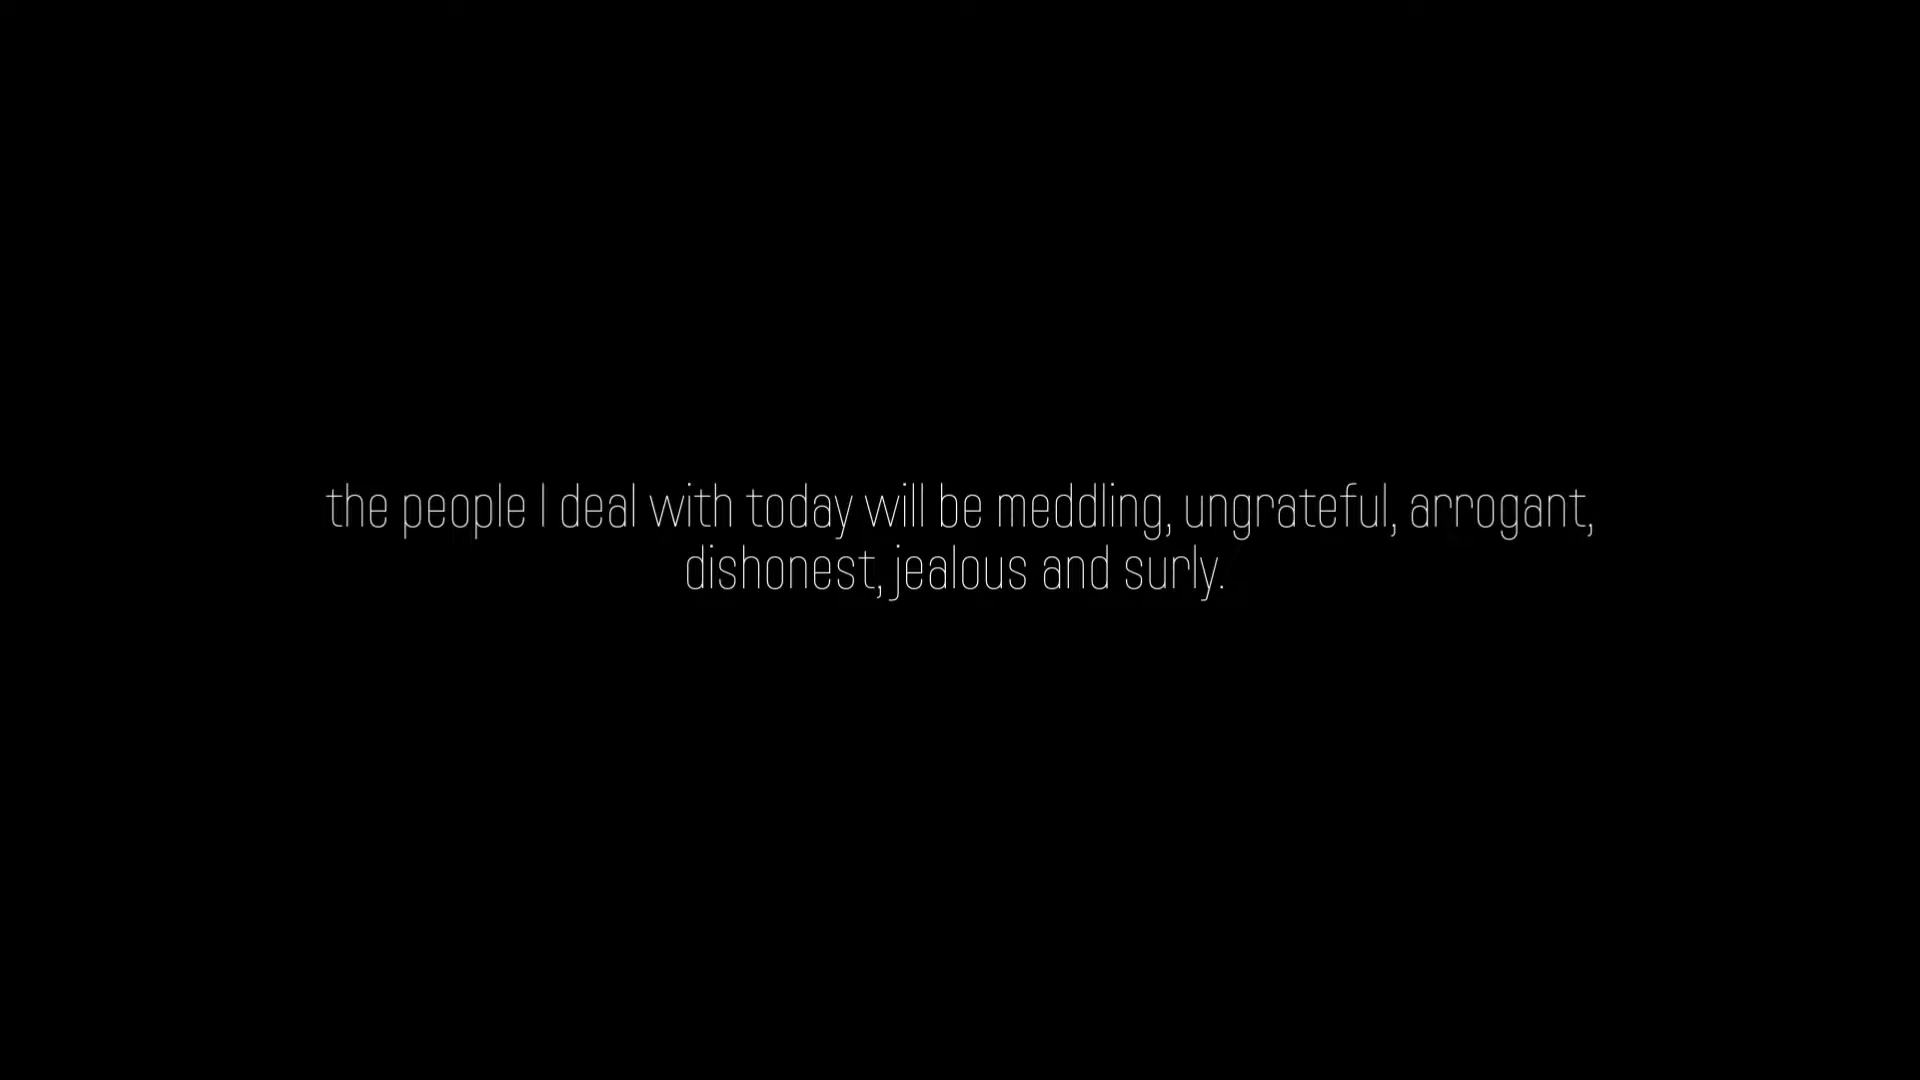 the people I deal with today will be meddling, ungrateful, arrogant,
dishonest, jealous and surly.